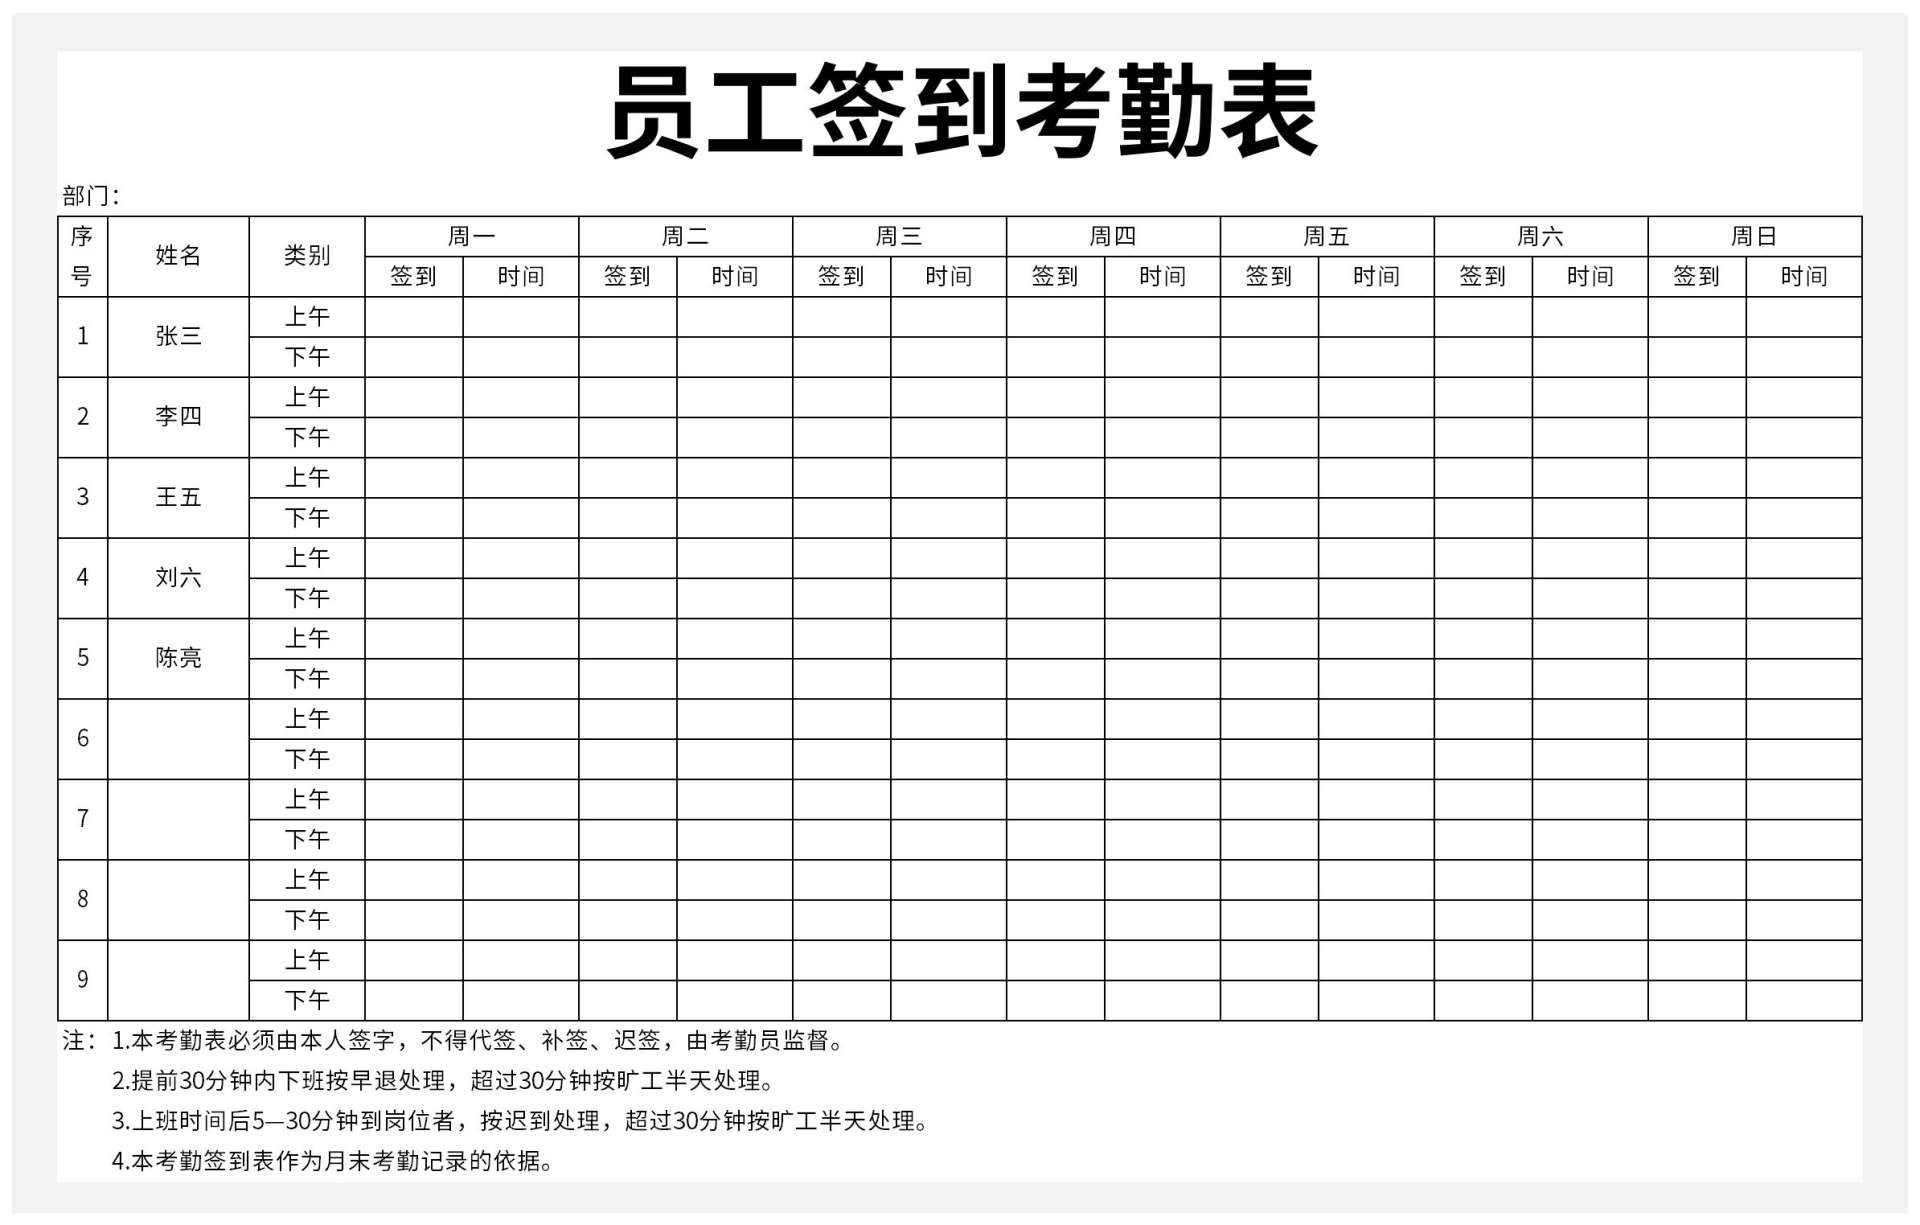 员工签到考勤表
部门：
序号 姓名 类别 周一 周二 周三 周四 周五 周六 周日
签到 时间 签到 时间 签到 时间 签到 时间 签到 时间 签到 时间 签到 时间
1 张三 上午
下午
2 李四 上午
下午
3 王五 上午
下午
4 刘六 上午
下午
5 陈亮 上午
下午
6 上午
下午
7 上午
下午
8 上午
下午
9 上午
下午
注：1.本考勤表必须由本人签字，不得代签、补签、迟签，由考勤员监督。
2.提前30分钟内下班按早退处理，超过30分钟按旷工半天处理。
3.上班时间后5—30分钟到岗位者，按迟到处理，超过30分钟按旷工半天处理。
4.本考勤签到表作为月末考勤记录的依据。